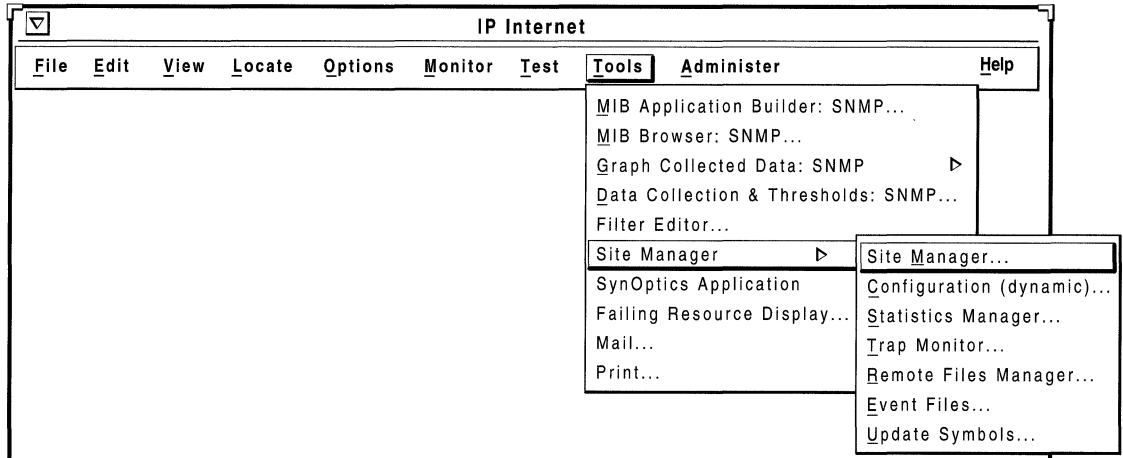 IP Internet
File Edit View Locate Options Monitor Test Tools Administer Help
MIB Application Builder: SNMP...
MIB Browser: SNMP...
Graph Collected Data: SNMP
Data Collection & Thresholds: SNMP...
Filter Editor...
Site Manager
SynOptics Application
Failing Resource Display...
Mail...
Print...
Site Manager...
Configuration (dynamic)...
Statistics Manager...
Trap Monitor...
Remote Files Manager...
Event Files...
Update Symbols...